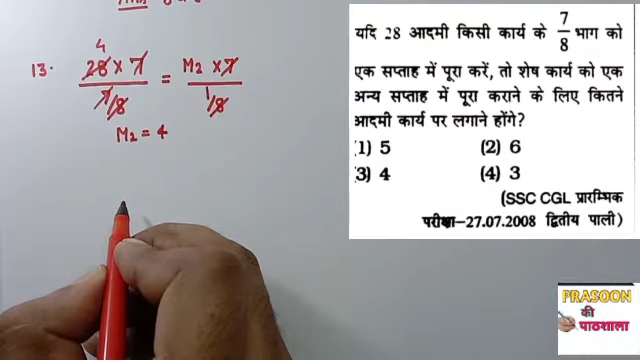 13.
4
28 × 7 = M2 × 7
7/8 1/8
M2 = 4
यदि 28 आदमी किसी कार्य के 7/8 भाग को
एक सप्ताह में पूरा करें, तो शेष कार्य को एक
अन्य सप्ताह में पूरा कराने के लिए कितने
आदमी कार्य पर लगाने होंगे?
(1) 5 (2) 6
(3) 4 (4) 3
(SSC CGL प्रारम्भिक
परीक्षा–27.07.2008 द्वितीय पाली)
PRASOON
की
पाठशाला